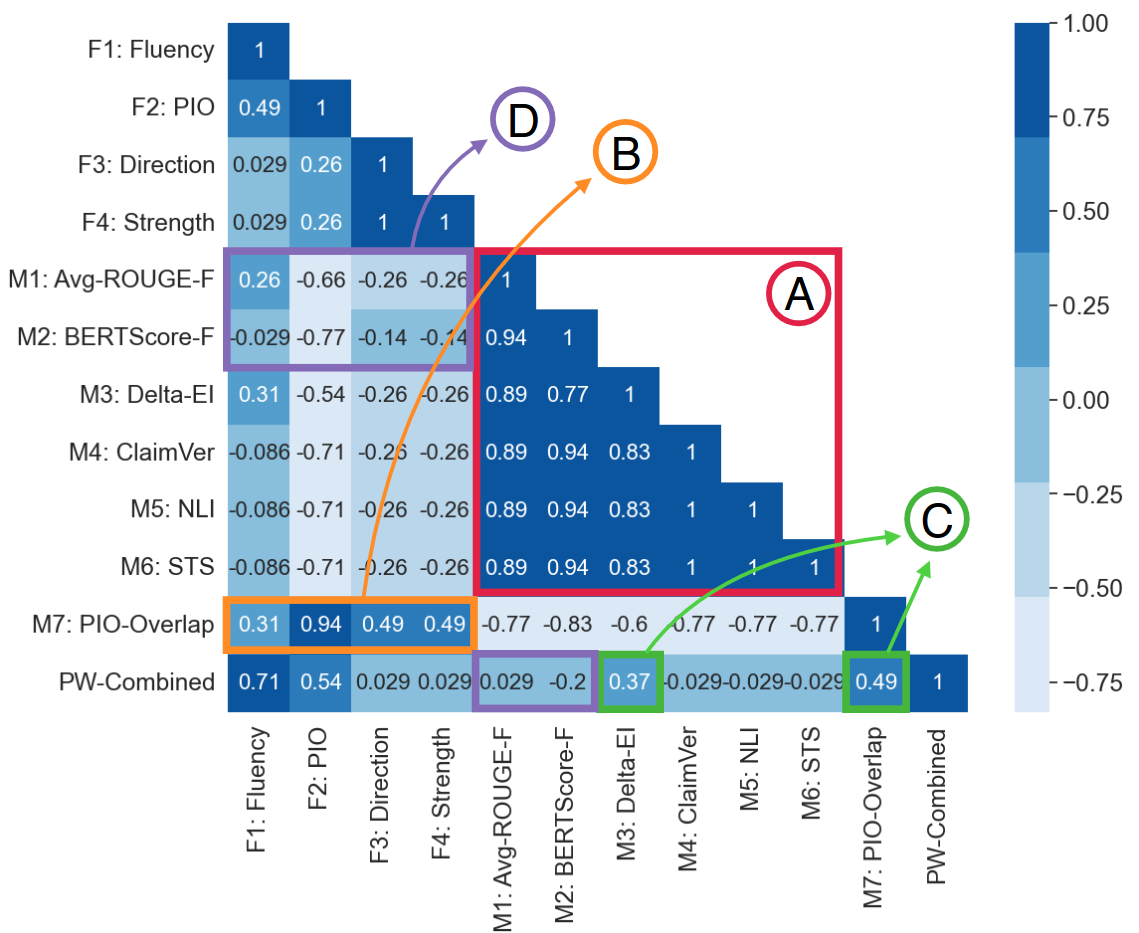 F1: Fluency 1
F2: PIO 0.49 1
F3: Direction 0.029 0.26 1
F4: Strength 0.029 0.26 1 1
M1: Avg-ROUGE-F 0.26 -0.66 -0.26 -0.26 1
M2: BERTScore-F -0.029 -0.77 -0.14 -0.14 0.94 1
M3: Delta-EI 0.31 -0.54 -0.26 -0.26 0.89 0.77 1
M4: ClaimVer -0.086 -0.71 -0.26 -0.26 0.89 0.94 0.83 1
M5: NLI -0.086 -0.71 -0.26 -0.26 0.89 0.94 0.83 1 1
M6: STS -0.086 -0.71 -0.26 -0.26 0.89 0.94 0.83 1 1 1
M7: PIO-Overlap 0.31 0.94 0.49 0.49 -0.77 -0.83 -0.6 -0.77 -0.77 -0.77 1
PW-Combined 0.71 0.54 0.029 0.029 0.029 -0.2 0.37 -0.029 -0.029 -0.029 0.49 1
D
B
A
C
F1: Fluency
F2: PIO
F3: Direction
F4: Strength
M1: Avg-ROUGE-F
M2: BERTScore-F
M3: Delta-EI
M4: ClaimVer
M5: NLI
M6: STS
M7: PIO-Overlap
PW-Combined
1.00
0.75
0.50
0.25
0.00
−0.25
−0.50
−0.75